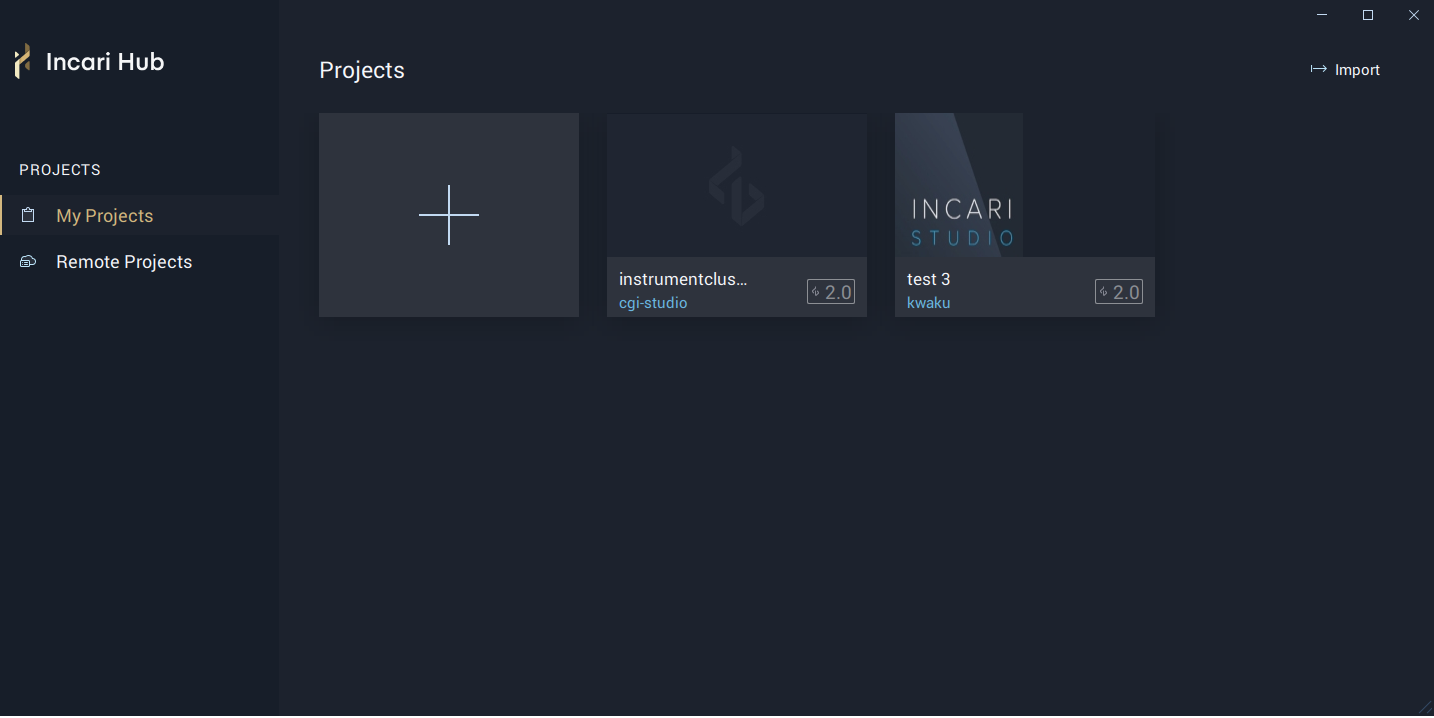 Incari Hub
Projects
Import
PROJECTS
My Projects
Remote Projects
INCARI
STUDIO
instrumentclus...
cgi-studio
2.0
test 3
kwaku
2.0